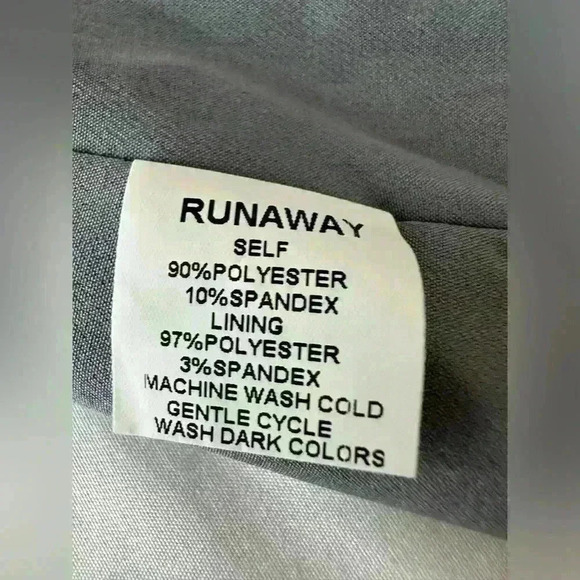 RUNAWAY
SELF
90%POLYESTER
10%SPANDEX
LINING
97%POLYESTER
3%SPANDEX
MACHINE WASH COLD
GENTLE CYCLE
WASH DARK COLORS